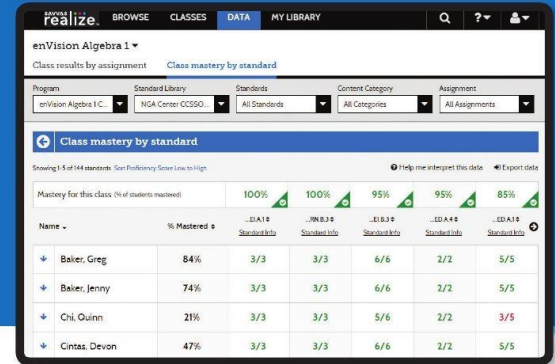 SAVVAS
realize. BROWSE CLASSES DATA MY LIBRARY ?
enVision Algebra 1
Class results by assignment Class mastery by standard
Program Standard Library Standards Content Category Assignment
enVision Algebra 1 C... NGA Center CCSSO... All Standards All Categories All Assignments
Class mastery by standard
Showing 1-5 of 144 standards Sort Proficiency Score Low to High Help me interpret this data Export data
Mastery for this class (% of students mastered) 100% 100% 95% 95% 85%
Name % Mastered ...EI.A.1 ...RN.B.3 ...EI.B.3 ...ED.A.4 ...ED.A.1
Standard Info Standard Info Standard Info Standard Info Standard Info
Baker, Greg 84% 3/3 3/3 6/6 2/2 5/5
Baker, Jenny 74% 3/3 3/3 6/6 2/2 5/5
Chi, Quinn 21% 3/3 3/3 5/6 2/2 3/5
Cintas, Devon 47% 3/3 3/3 6/6 2/2 5/5